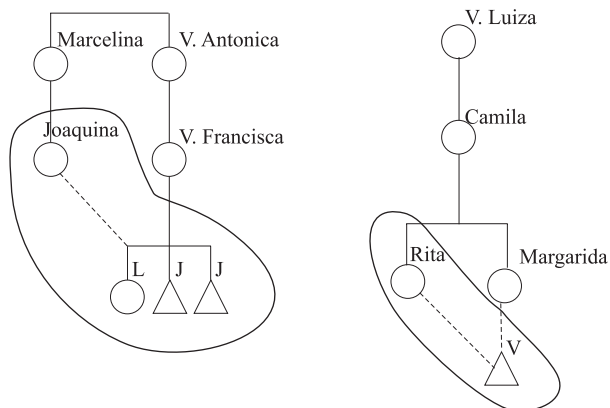 Marcelina
V. Antonica
Joaquina
V. Francisca
L
J
J
V. Luiza
Camila
Rita
Margarida
V